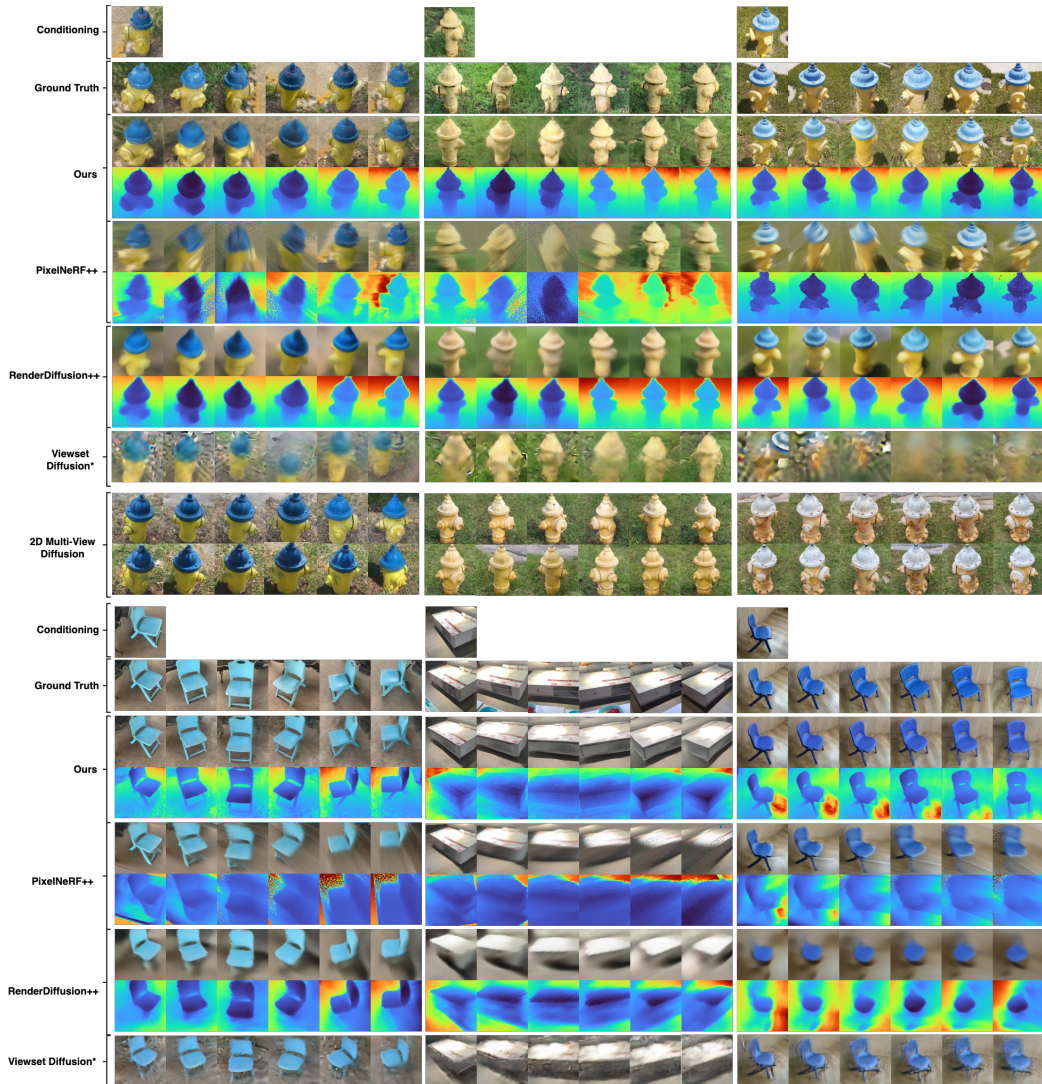 Conditioning
Ground Truth
Ours
PixelNeRF++
RenderDiffusion++
Viewset
Diffusion*
2D Multi-View
Diffusion
Conditioning
Ground Truth
Ours
PixelNeRF++
RenderDiffusion++
Viewset Diffusion*